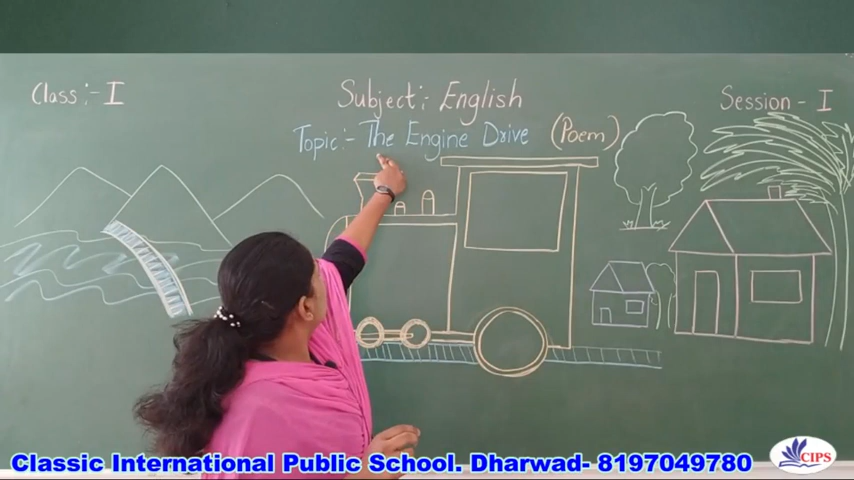 Class:- I
Subject:- English
Session - I
Topic:- The Engine Drive (Poem)
Classic International Public School. Dharwad- 8197049780
CIPS